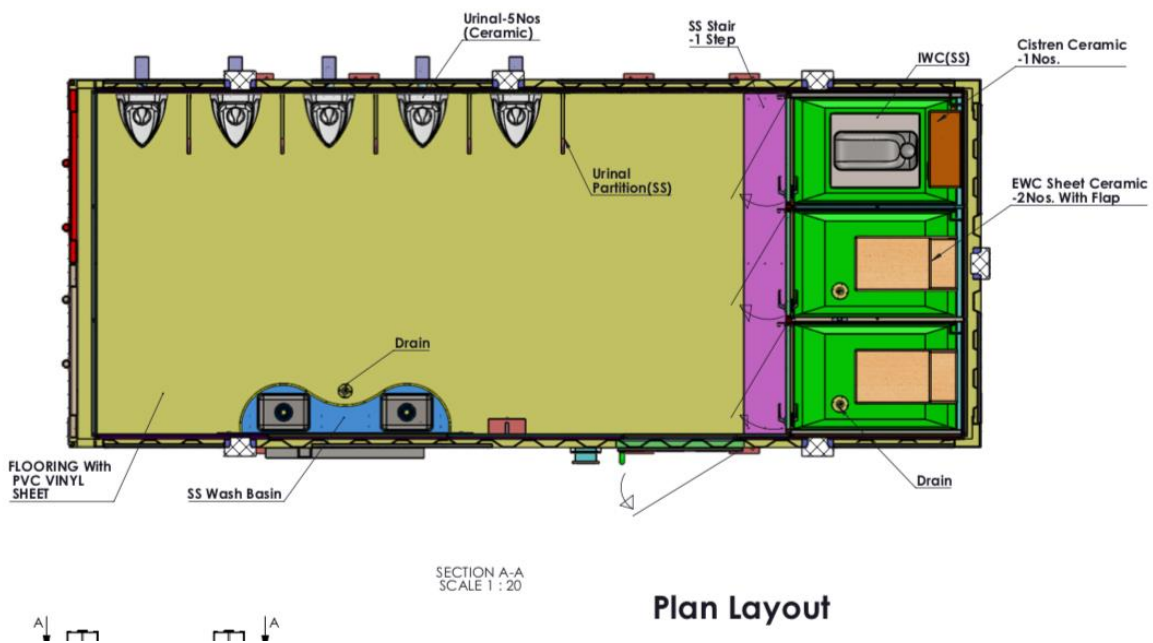 Urinal-5Nos
(Ceramic)
SS Stair
-1 Step
IWC(SS)
Cistren Ceramic
-1Nos.
Urinal
Partition(SS)
EWC Sheet Ceramic
-2Nos. With Flap
Drain
FLOORING With
PVC VINYL
SHEET
SS Wash Basin
Drain
SECTION A-A
SCALE 1 : 20
Plan Layout
A
A